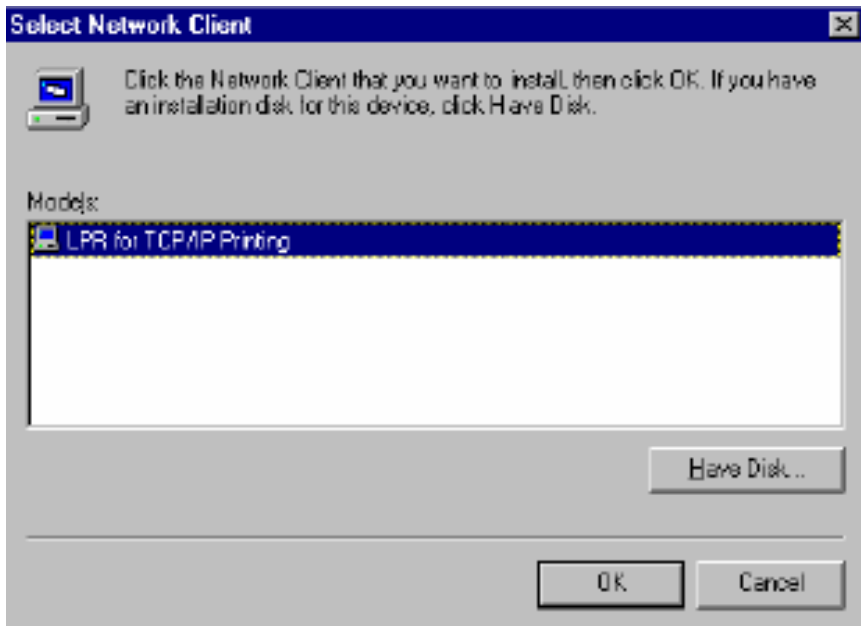 Select Network Client
Click the Network Client that you want to install, then click OK. If you have
an installation disk for this device, click Have Disk.
Models:
LPR for TCP/IP Printing
Have Disk...
OK
Cancel